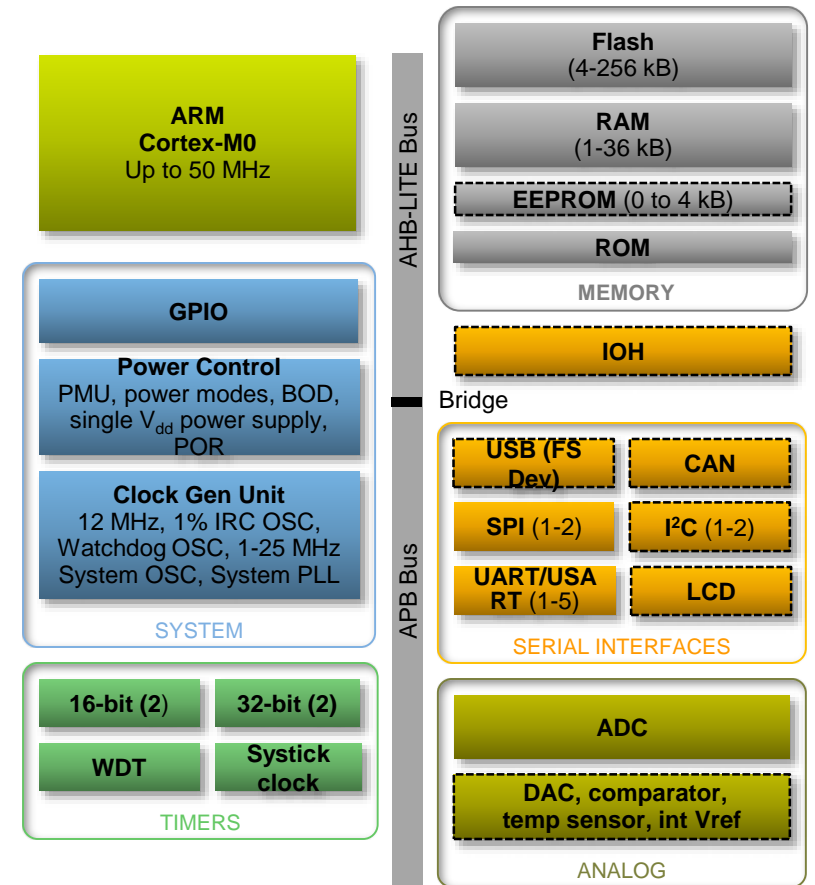 ARM
Cortex-M0
Up to 50 MHz
GPIO
Power Control
PMU, power modes, BOD,
single Vdd power supply,
POR
Clock Gen Unit
12 MHz, 1% IRC OSC,
Watchdog OSC, 1-25 MHz
System OSC, System PLL
SYSTEM
16-bit (2)
32-bit (2)
WDT
Systick
clock
TIMERS
AHB-LITE Bus
Bridge
APB Bus
Flash
(4-256 kB)
RAM
(1-36 kB)
EEPROM (0 to 4 kB)
ROM
MEMORY
IOH
USB (FS
Dev)
CAN
SPI (1-2)
I²C (1-2)
UART/USA
RT (1-5)
LCD
SERIAL INTERFACES
ADC
DAC, comparator,
temp sensor, int Vref
ANALOG